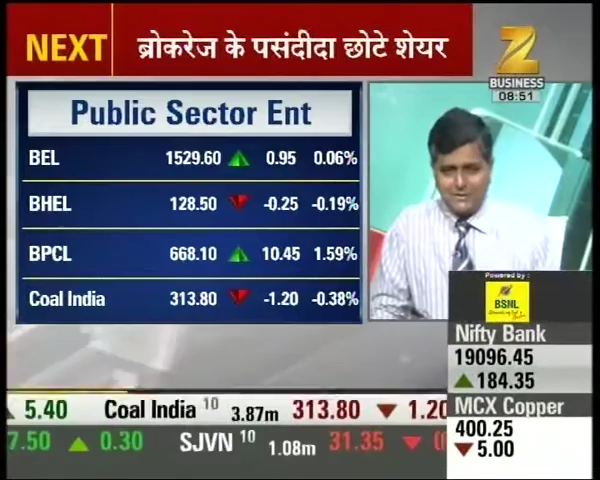 NEXT ब्रोकरेज के पसंदीदा छोटे शेयर
Z
BUSINESS
08:51
Public Sector Ent
BEL 1529.60 0.95 0.06%
BHEL 128.50 -0.25 -0.19%
BPCL 668.10 10.45 1.59%
Coal India 313.80 -1.20 -0.38%
Powered by:
BSNL
Nifty Bank
19096.45
184.35
MCX Copper
400.25
5.00
5.40 Coal India 10 3.87m 313.80 1.20
7.50 0.30 SJVN 10 1.08m 31.35